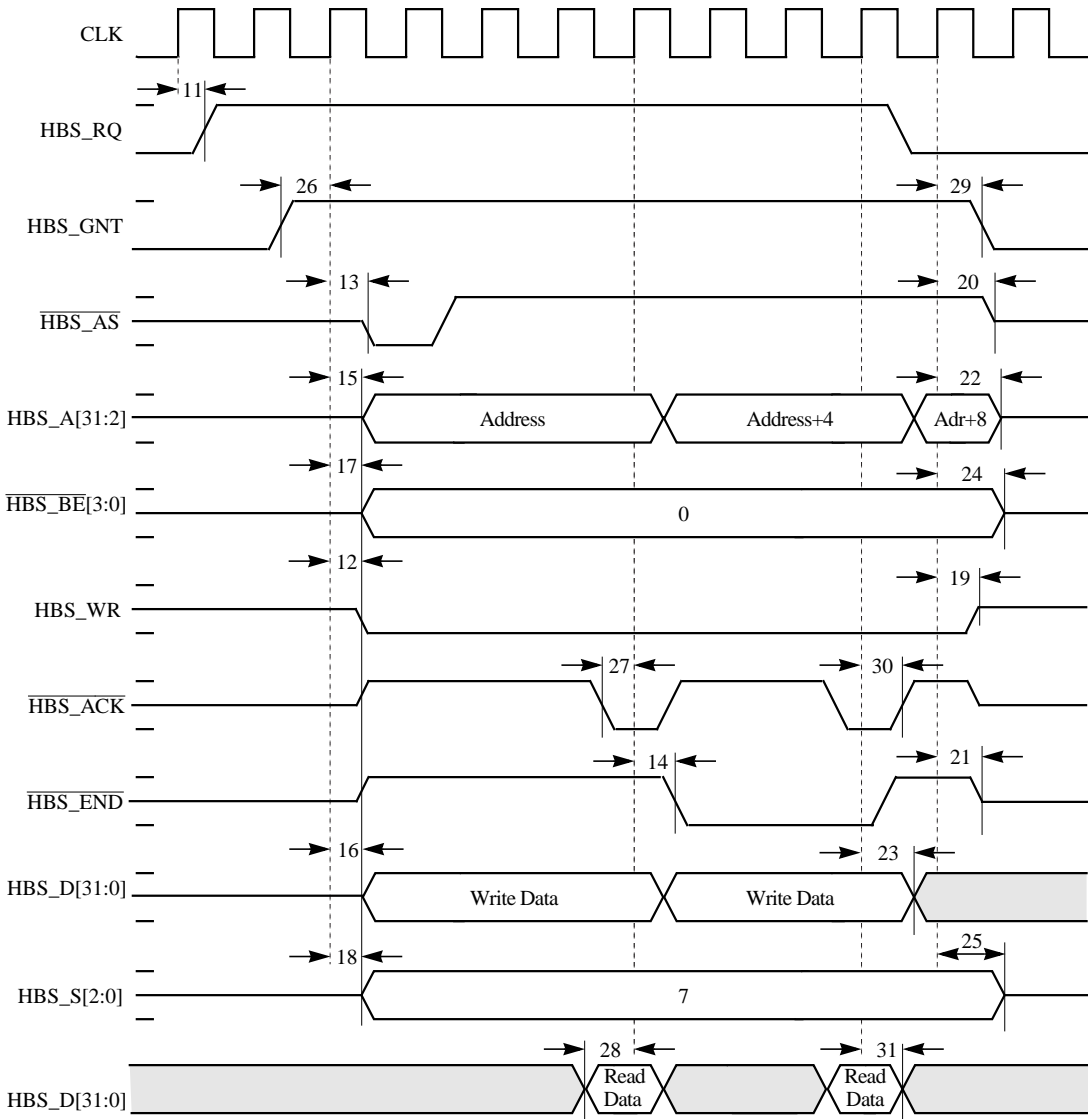 CLK
11
HBS_RQ
26
29
HBS_GNT
13
20
HBS_AS
15
22
HBS_A[31:2]
Address
Address+4
Adr+8
17
24
HBS_BE[3:0]
0
12
19
HBS_WR
27
30
HBS_ACK
14
21
HBS_END
16
23
HBS_D[31:0]
Write Data
Write Data
25
18
HBS_S[2:0]
7
28
31
HBS_D[31:0]
Read
Data
Read
Data